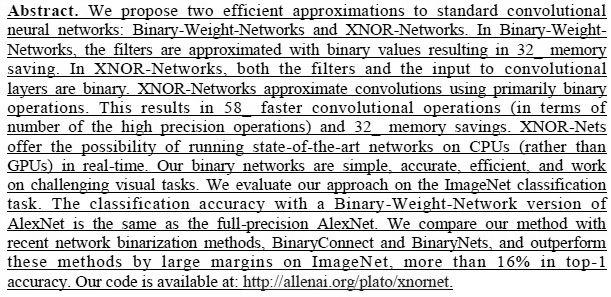 Abstract. We propose two efficient approximations to standard convolutional
neural networks: Binary-Weight-Networks and XNOR-Networks. In Binary-Weight-
Networks, the filters are approximated with binary values resulting in 32_ memory
saving. In XNOR-Networks, both the filters and the input to convolutional
layers are binary. XNOR-Networks approximate convolutions using primarily binary
operations. This results in 58_ faster convolutional operations (in terms of
number of the high precision operations) and 32_ memory savings. XNOR-Nets
offer the possibility of running state-of-the-art networks on CPUs (rather than
GPUs) in real-time. Our binary networks are simple, accurate, efficient, and work
on challenging visual tasks. We evaluate our approach on the ImageNet classification
task. The classification accuracy with a Binary-Weight-Network version of
AlexNet is the same as the full-precision AlexNet. We compare our method with
recent network binarization methods, BinaryConnect and BinaryNets, and outperform
these methods by large margins on ImageNet, more than 16% in top-1
accuracy. Our code is available at: http://allenai.org/plato/xnornet.